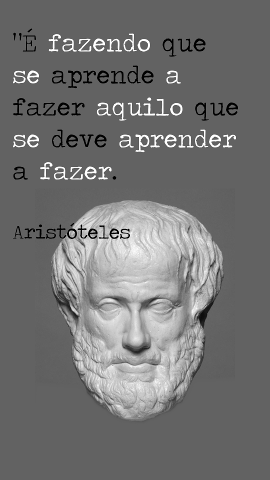 "É fazendo que
se aprende a
fazer aquilo que
se deve aprender
a fazer.
Aristóteles